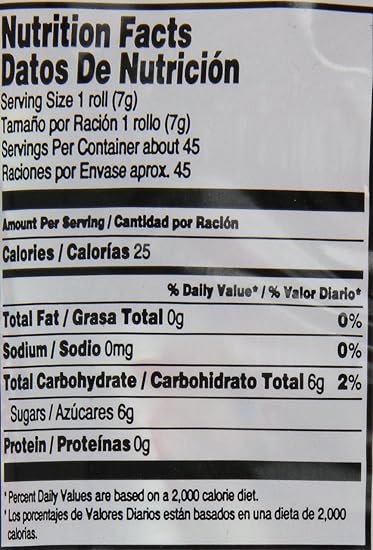 Nutrition Facts
Datos De Nutrición
Serving Size 1 roll (7g)
Tamaño por Ración 1 rollo (7g)
Servings Per Container about 45
Raciones por Envase aprox. 45
Amount Per Serving / Cantidad por Ración
Calories / Calorías 25
% Daily Value* / % Valor Diario*
Total Fat / Grasa Total 0g 0%
Sodium / Sodio 0mg 0%
Total Carbohydrate / Carbohidrato Total 6g 2%
Sugars / Azúcares 6g
Protein / Proteínas 0g
*Percent Daily Values are based on a 2,000 calorie diet.
*Los porcentajes de Valores Diarios están basados en una dieta de 2,000
calorias.